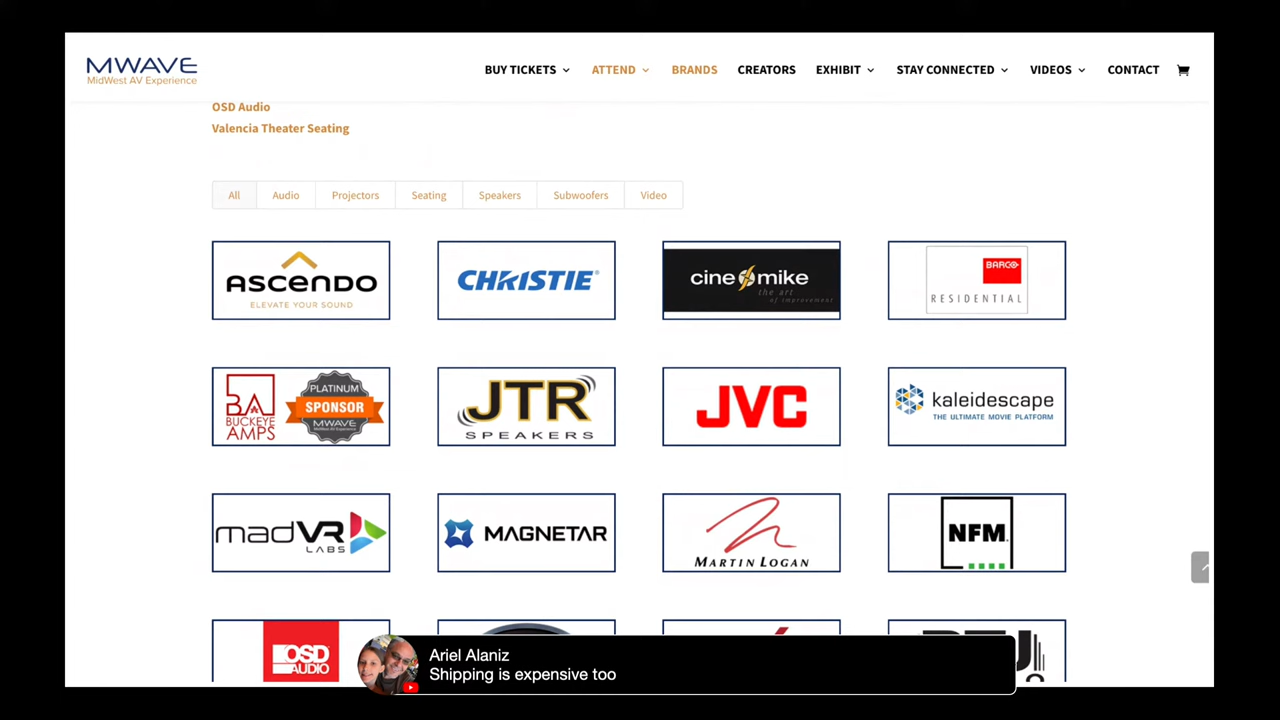 MWAVE
MidWest AV Experience
BUY TICKETS ATTEND BRANDS CREATORS EXHIBIT STAY CONNECTED VIDEOS CONTACT
OSD Audio
Valencia Theater Seating
All Audio Projectors Seating Speakers Subwoofers Video
ASCENDO
ELEVATE YOUR SOUND
CHRISTIE®
cine mike
the art
of improvement
BARCO
RESIDENTIAL
BA
BUCKEYE
AMPS
PLATINUM
SPONSOR
MWAVE
MidWest AV Experience
JTR
SPEAKERS
JVC
kaleidescape
THE ULTIMATE MOVIE PLATFORM
madVR
LABS
MAGNETAR
MARTIN LOGAN
NFM
OSD
AUDIO
Ariel Alaniz
Shipping is expensive too